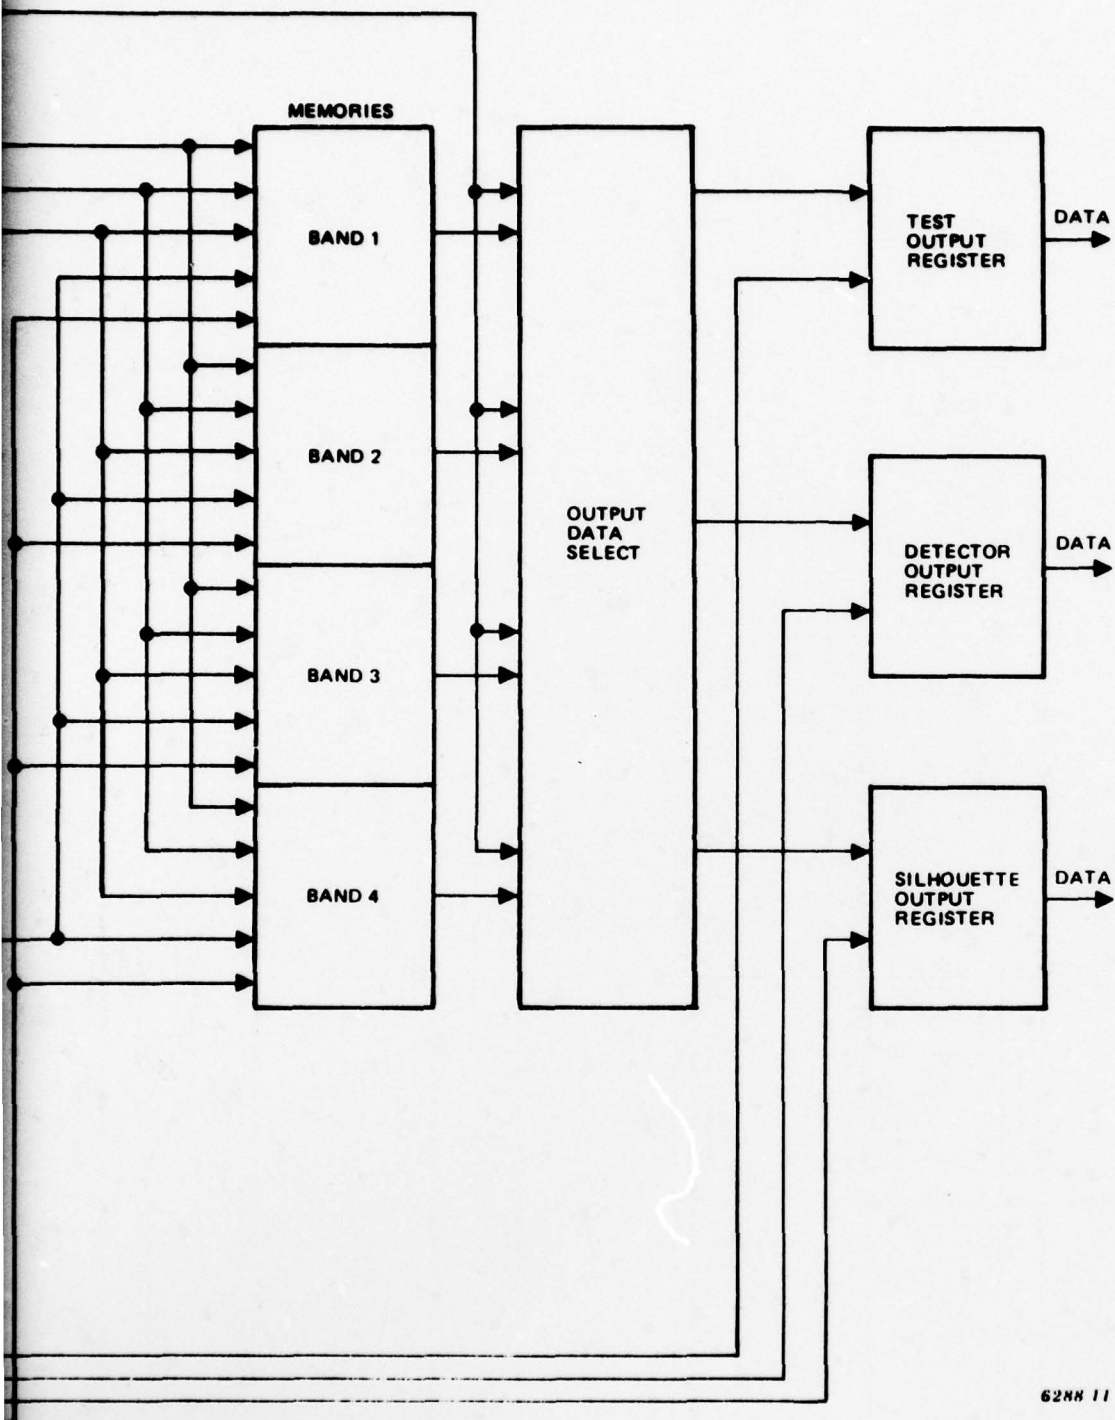 MEMORIES
BAND 1
BAND 2
BAND 3
BAND 4
OUTPUT
DATA
SELECT
TEST
OUTPUT
REGISTER
DATA
DETECTOR
OUTPUT
REGISTER
DATA
SILHOUETTE
OUTPUT
REGISTER
DATA
6288 11